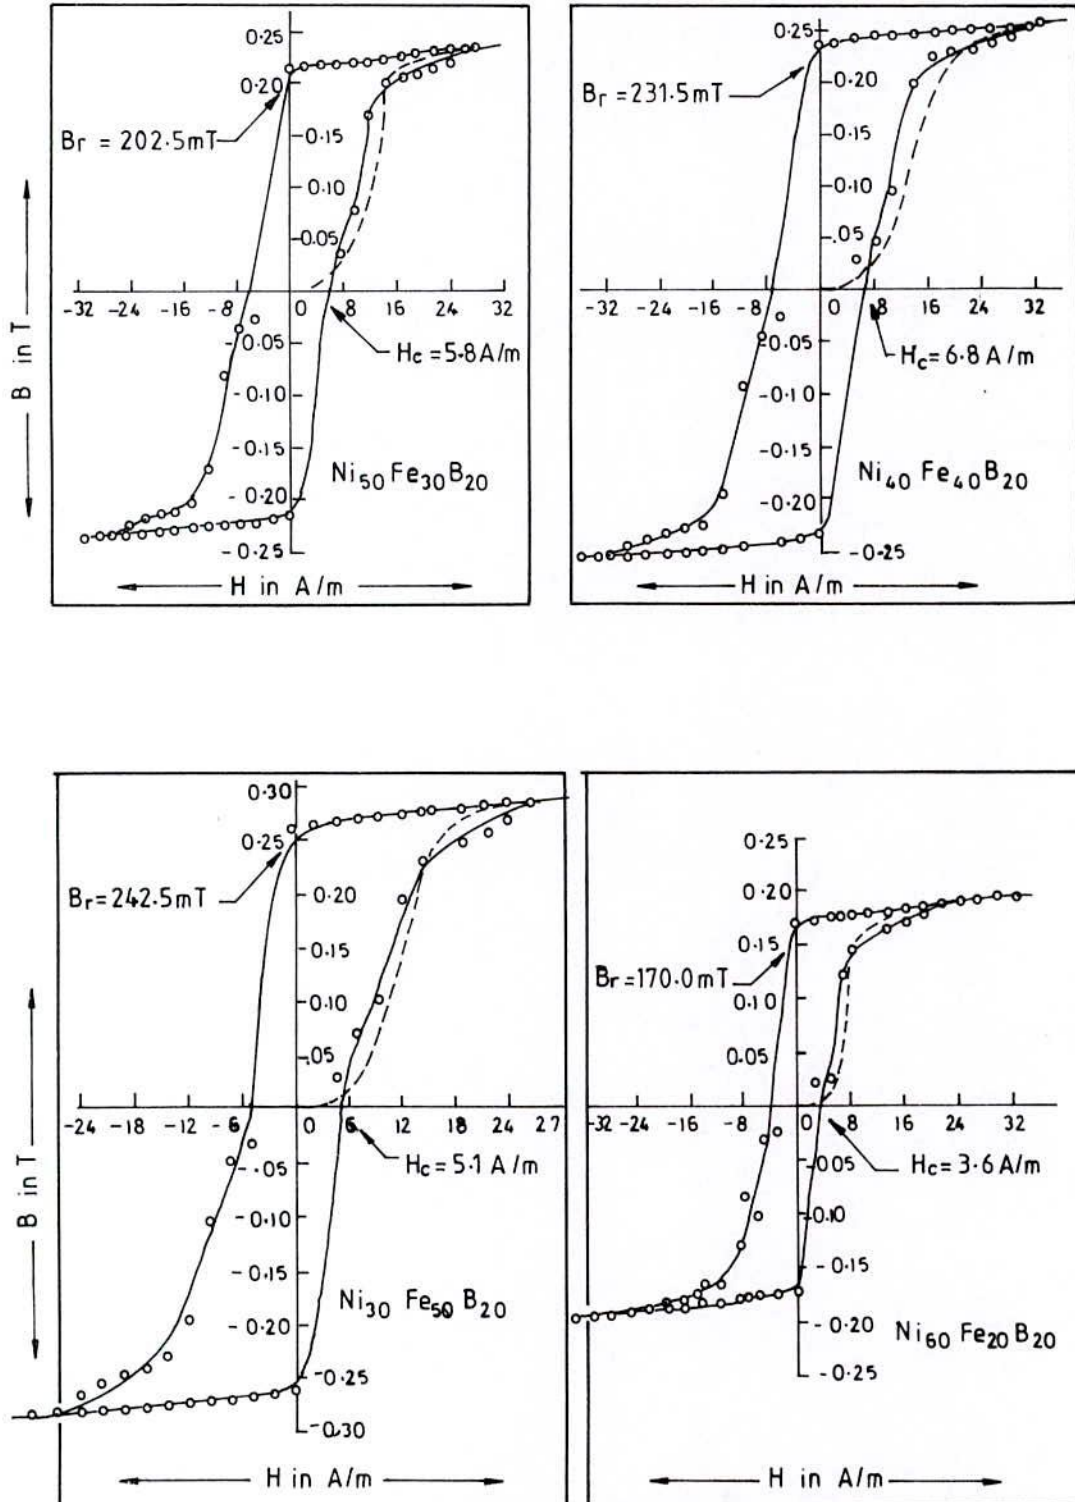 0.25
0.20
0.15
0.10
0.05
Br = 202.5mT
-32 -24 -16 -8 0 8 16 24 32
Hc = 5.8 A/m
-0.05
-0.10
-0.15
-0.20
-0.25
Ni50 Fe30 B20
H in A/m
B in T
0.25
0.20
0.15
0.10
0.05
Br = 231.5mT
-32 -24 -16 -8 0 8 16 24 32
Hc = 6.8 A/m
-0.05
-0.10
-0.15
-0.20
-0.25
Ni40 Fe40 B20
H in A/m
0.30
0.25
0.20
0.15
0.10
.05
Br = 242.5mT
-24 -18 -12 -6 0 6 12 18 24 27
Hc = 5.1 A/m
-.05
-0.10
-0.15
-0.20
-0.25
-0.30
Ni30 Fe50 B20
H in A/m
B in T
0.25
0.20
0.15
0.10
0.05
Br = 170.0mT
-32 -24 -16 -8 0 8 16 24 32
Hc = 3.6 A/m
0.05
-0.10
-0.15
-0.20
-0.25
Ni60 Fe20 B20
H in A/m